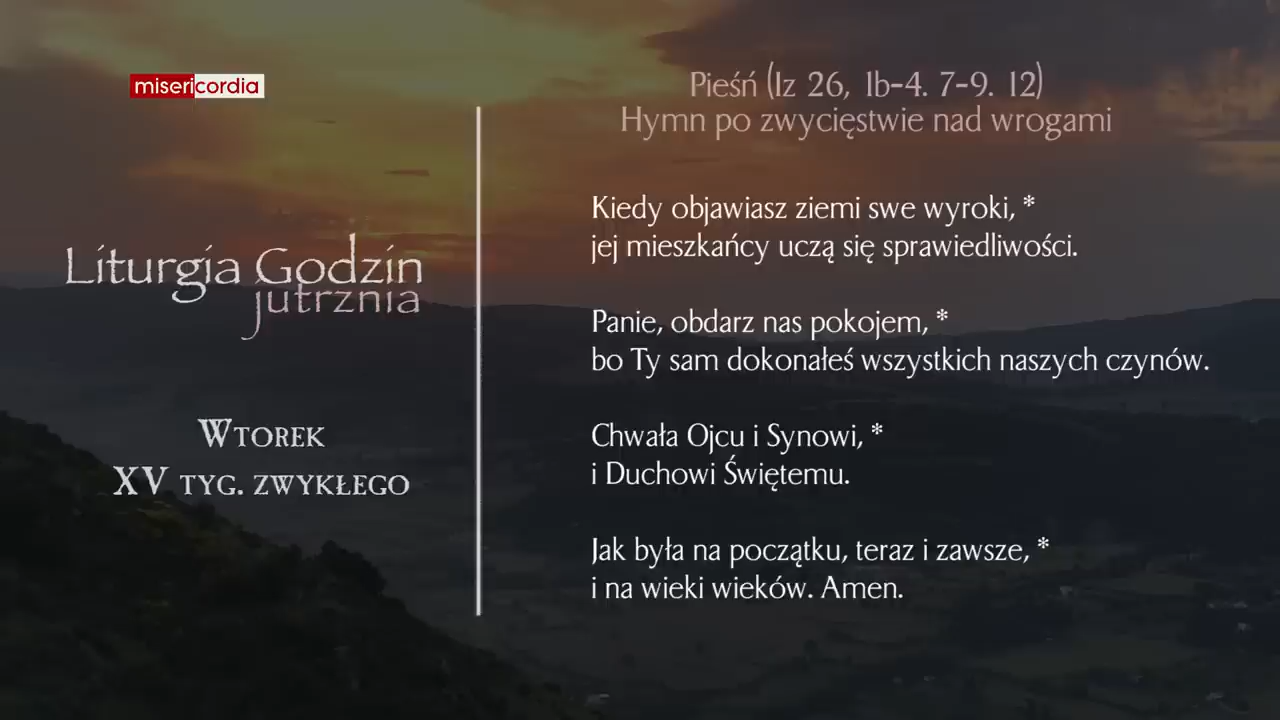 misericordia
Liturgia Godzin
jutrznia
Wtorek
XV tyg. zwykłego
Pieśń (Iz 26, 1b-4. 7-9. 12)
Hymn po zwycięstwie nad wrogami
Kiedy objawiasz ziemi swe wyroki, *
jej mieszkańcy uczą się sprawiedliwości.
Panie, obdarz nas pokojem, *
bo Ty sam dokonałeś wszystkich naszych czynów.
Chwała Ojcu i Synowi, *
i Duchowi Świętemu.
Jak była na początku, teraz i zawsze, *
i na wieki wieków. Amen.